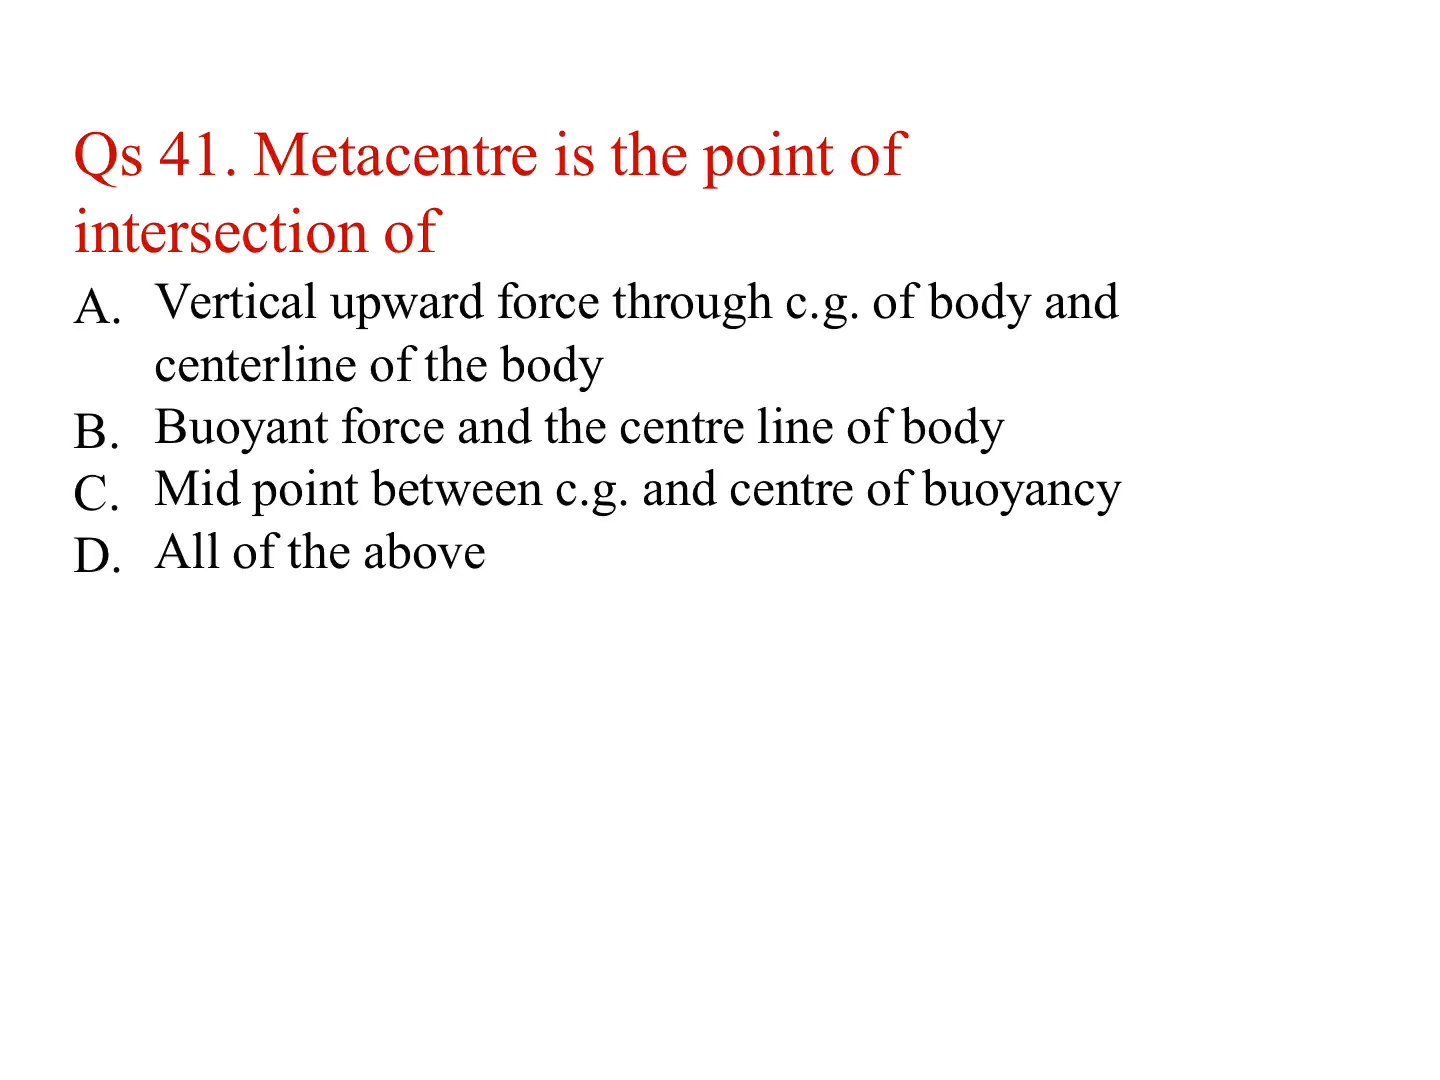 Qs 41. Metacentre is the point of
intersection of
A. Vertical upward force through c.g. of body and
centerline of the body
B. Buoyant force and the centre line of body
C. Mid point between c.g. and centre of buoyancy
D. All of the above